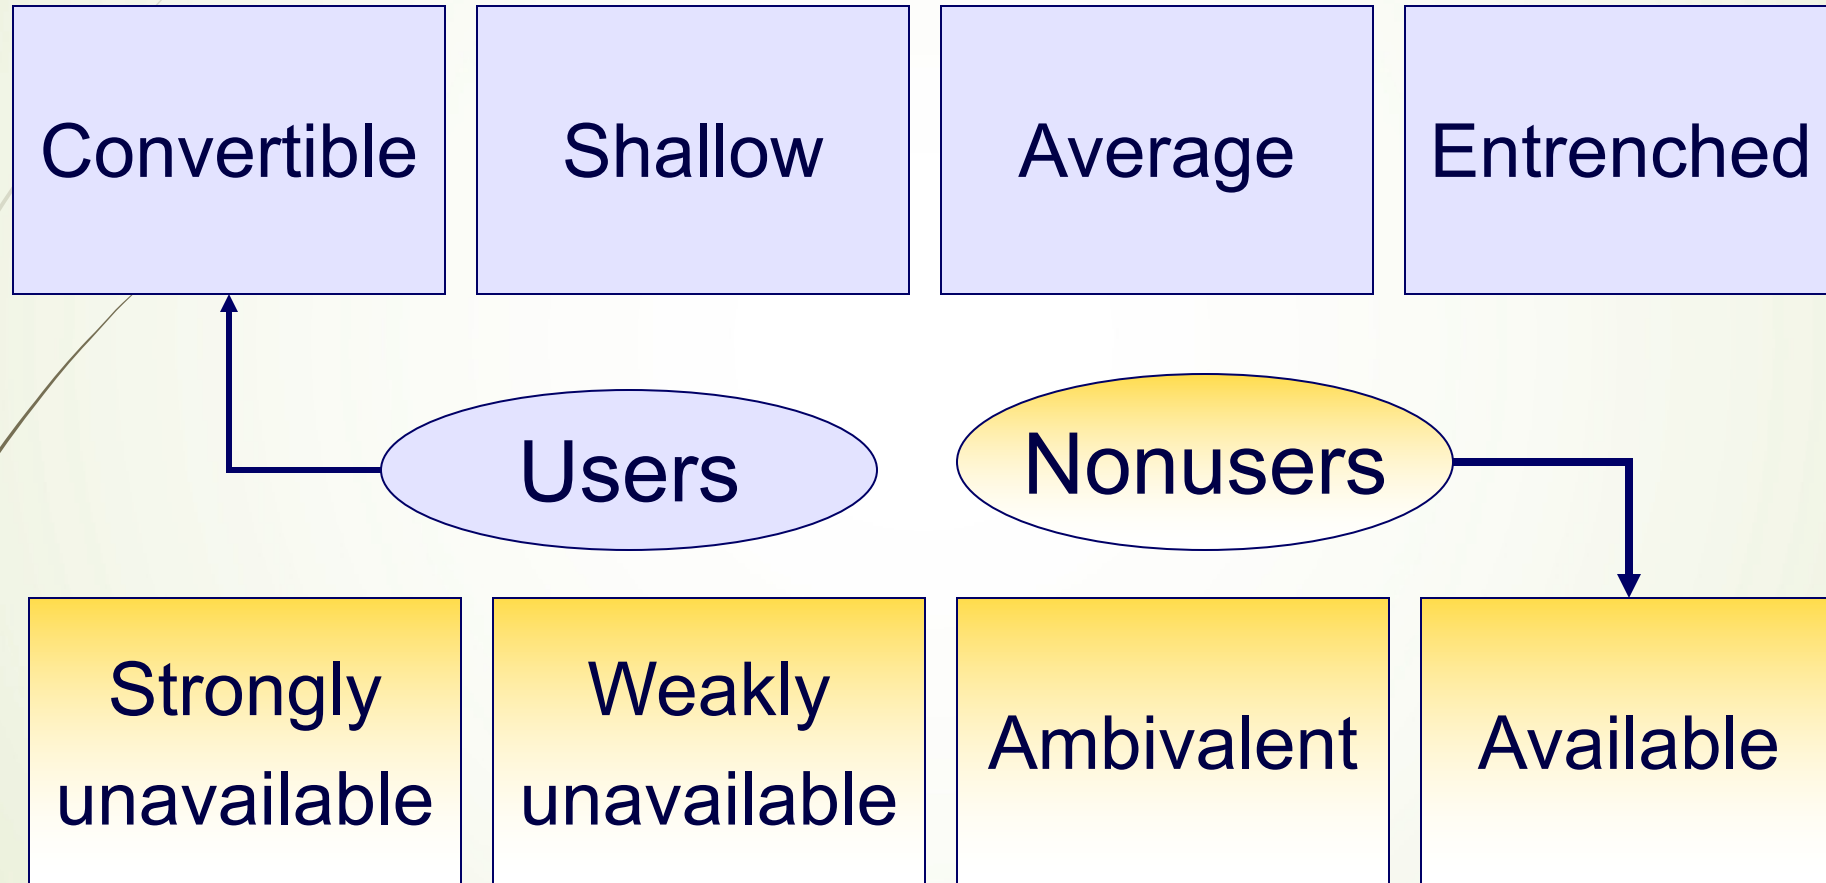 Convertible
Shallow
Average
Entrenched
Users
Nonusers
Strongly
unavailable
Weakly
unavailable
Ambivalent
Available